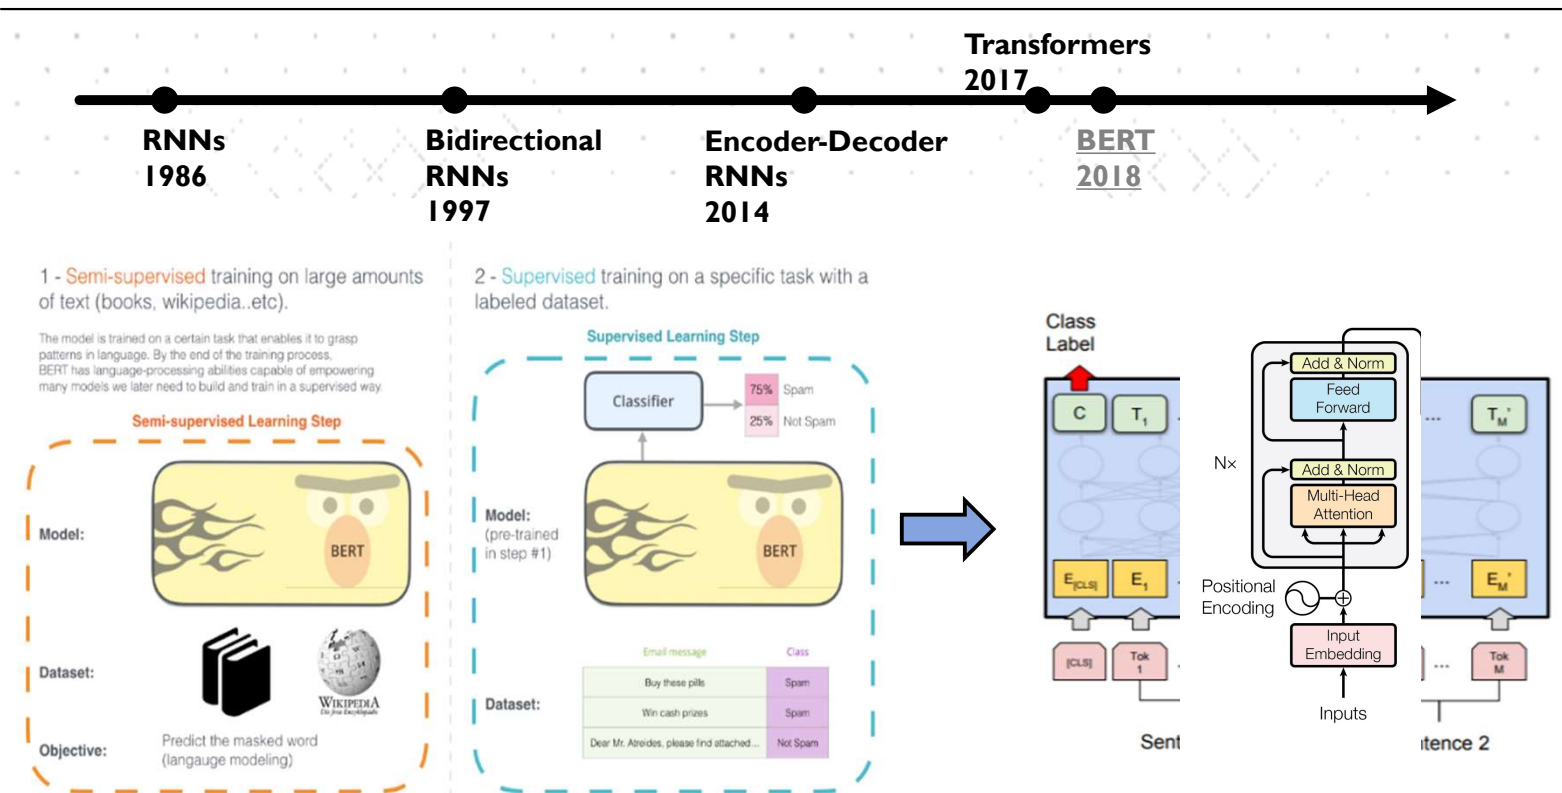 Transformers
2017
RNNs
1986
Bidirectional
RNNs
1997
Encoder-Decoder
RNNs
2014
BERT
2018
1 - Semi-supervised training on large amounts
of text (books, wikipedia..etc).
The model is trained on a certain task that enables it to grasp
patterns in language. By the end of the training process,
BERT has language-processing abilities capable of empowering
many models we later need to build and train in a supervised way.
Semi-supervised Learning Step
Model:
BERT
Dataset:
WIKIPEDIA
Die freie Enzyklopädie
Objective:
Predict the masked word
(langauge modeling)
2 - Supervised training on a specific task with a
labeled dataset.
Supervised Learning Step
Classifier
75% Spam
25% Not Spam
Model:
(pre-trained
in step #1)
BERT
Dataset:
Email message Class
Buy these pills Spam
Win cash prizes Spam
Dear Mr. Atreides, please find attached... Not Spam
Class
Label
C T1 ... TM'
E[CLS] E1 ... EM'
[CLS] Tok 1 ... Tok M
Sent
ntence 2
Add & Norm
Feed
Forward
N×
Add & Norm
Multi-Head
Attention
Positional
Encoding
Input
Embedding
Inputs